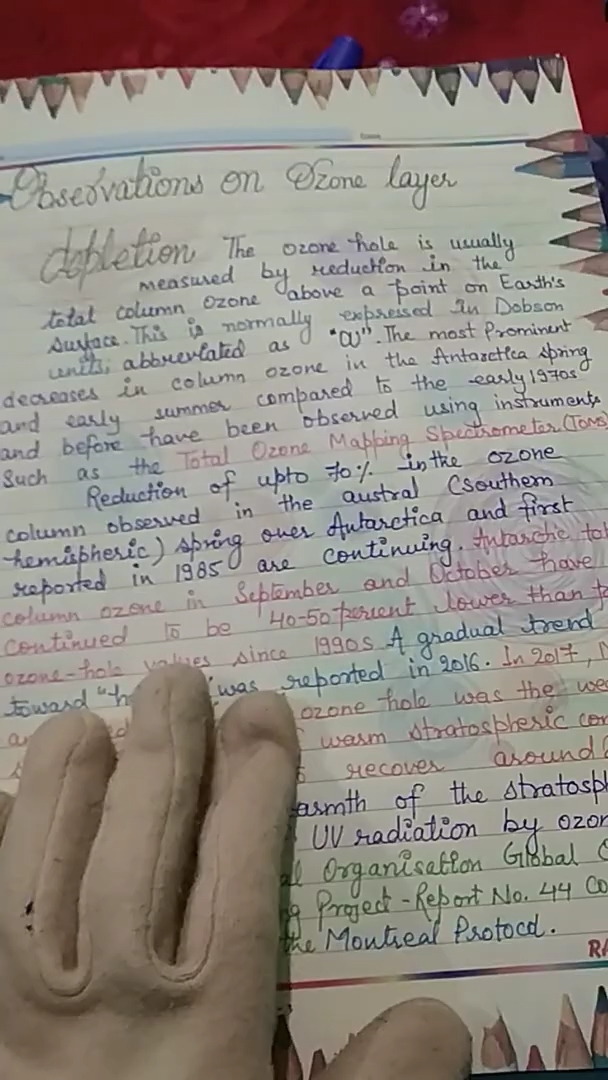 Observations on Ozone layer
depletion The ozone hole is usually
measured by reduction in the
total column ozone above a point on Earth's
surface. This is normally expressed in Dobson
units; abbreviated as "
". The most Prominent
decreases in column ozone in the Antarctica spring
and early summer compared to the early 1970s
and before have been observed using instruments
Such as the Total Ozone Mapping Spectrometer (TOMS)
Reduction of upto 70% in the ozone
column observed in the austral (southern
hemispheric) spring over Antarctica and first
reported in 1985 are continuing. Antarctic
column ozone in September and October have
continued to be 40-50 percent lower than
ozone-hole values since 1990s A gradual trend
toward was reported in 2016. In 2017,
ozone hole was the
warm stratospheric
recover around
of the
UV radiation by
Organisation Global
Project - Report No. 44
the Montreal Protocol.